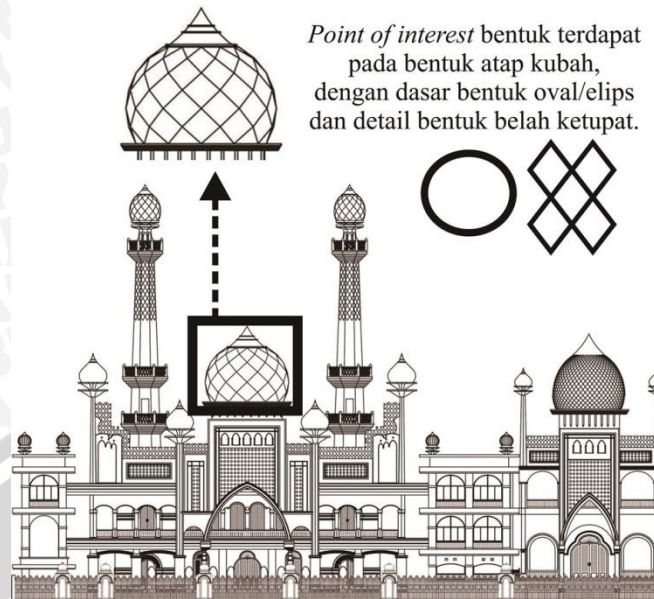 Point of interest bentuk terdapat
pada bentuk atap kubah,
dengan dasar bentuk oval/elips
dan detail bentuk belah ketupat.